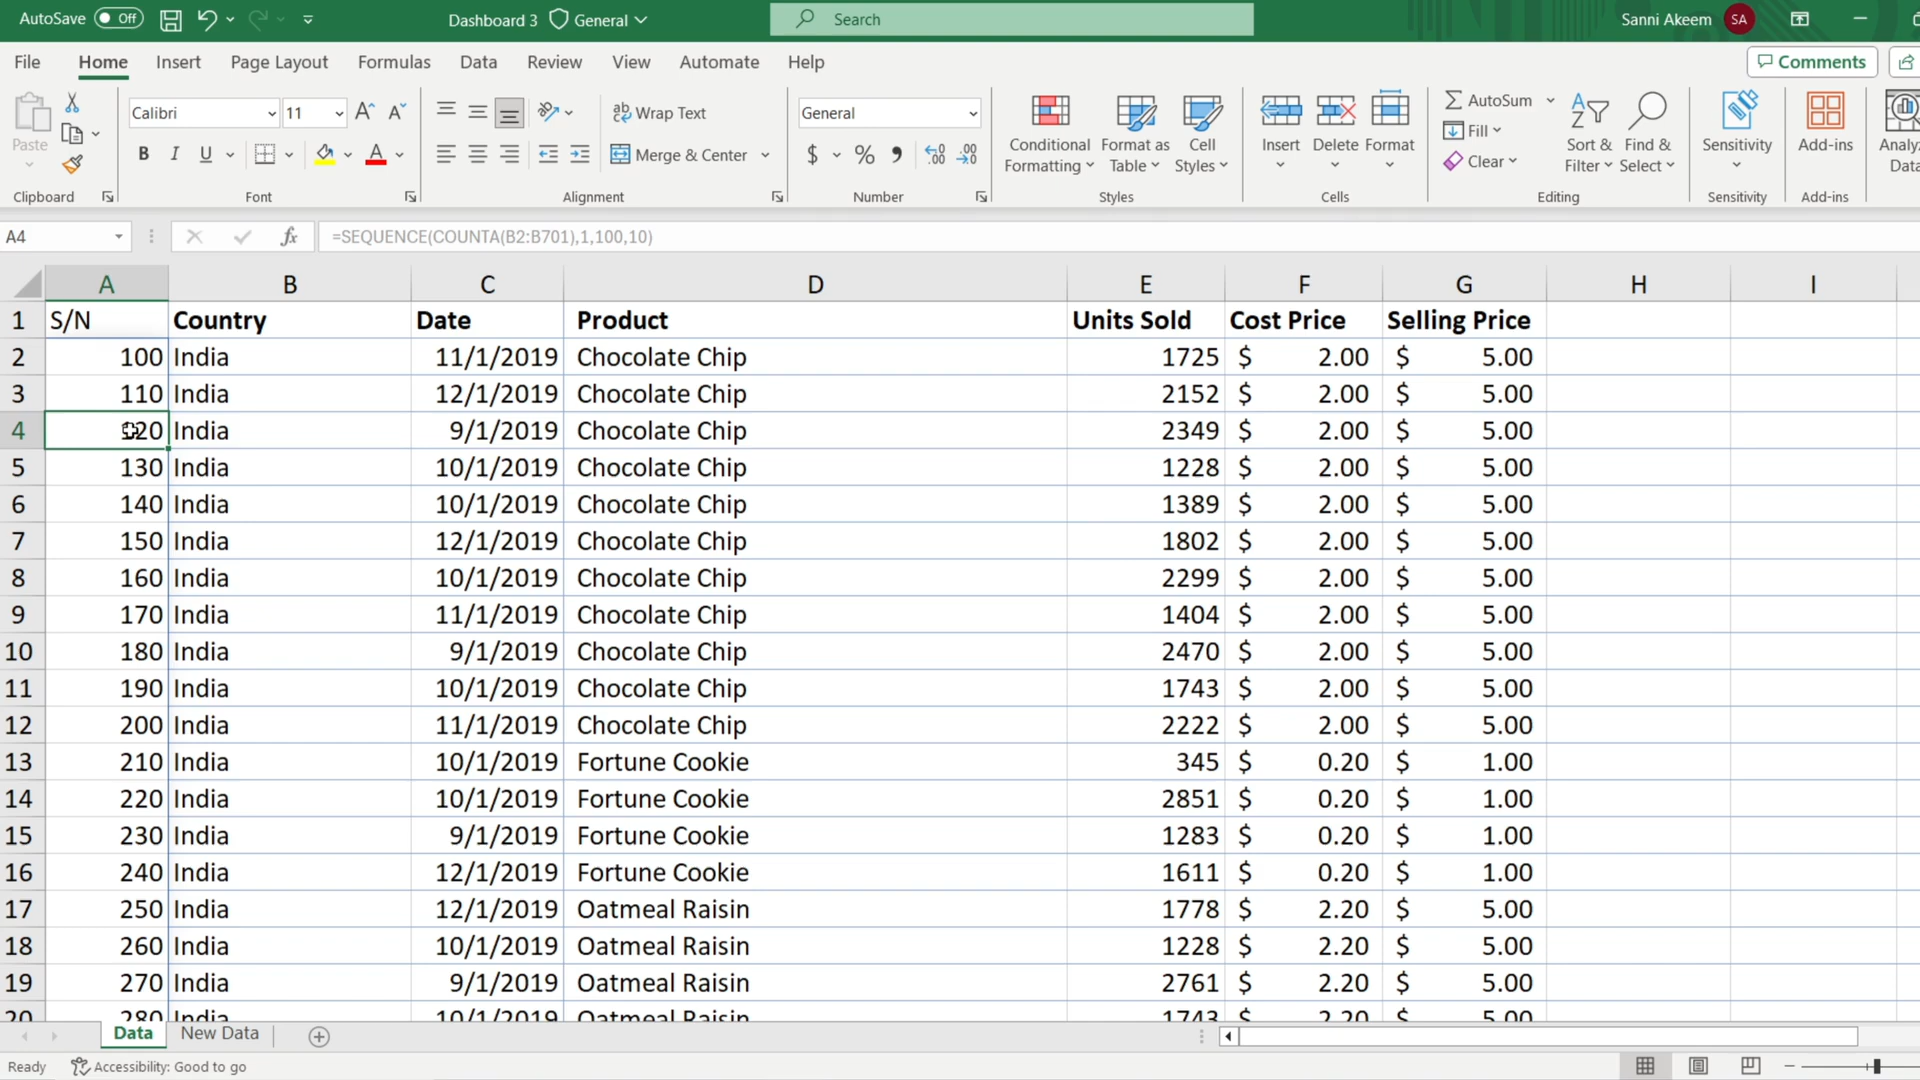 AutoSave Off Dashboard 3 General Search Sanni Akeem SA
File Home Insert Page Layout Formulas Data Review View Automate Help Comments
Paste Calibri 11 Wrap Text General Conditional Formatting Format as Table Cell Styles Insert Delete Format AutoSum Sort & Filter Find & Select Sensitivity Add-ins
B I U Merge & Center $ % Fill
Clear
Clipboard Font Alignment Number Styles Cells Editing Sensitivity Add-ins
A4 fx =SEQUENCE(COUNTA(B2:B701),1,100,10)
A B C D E F G H I
1 S/N Country Date Product Units Sold Cost Price Selling Price
2 100 India 11/1/2019 Chocolate Chip 1725 $ 2.00 $ 5.00
3 110 India 12/1/2019 Chocolate Chip 2152 $ 2.00 $ 5.00
4 120 India 9/1/2019 Chocolate Chip 2349 $ 2.00 $ 5.00
5 130 India 10/1/2019 Chocolate Chip 1228 $ 2.00 $ 5.00
6 140 India 10/1/2019 Chocolate Chip 1389 $ 2.00 $ 5.00
7 150 India 12/1/2019 Chocolate Chip 1802 $ 2.00 $ 5.00
8 160 India 10/1/2019 Chocolate Chip 2299 $ 2.00 $ 5.00
9 170 India 11/1/2019 Chocolate Chip 1404 $ 2.00 $ 5.00
10 180 India 9/1/2019 Chocolate Chip 2470 $ 2.00 $ 5.00
11 190 India 10/1/2019 Chocolate Chip 1743 $ 2.00 $ 5.00
12 200 India 11/1/2019 Chocolate Chip 2222 $ 2.00 $ 5.00
13 210 India 10/1/2019 Fortune Cookie 345 $ 0.20 $ 1.00
14 220 India 10/1/2019 Fortune Cookie 2851 $ 0.20 $ 1.00
15 230 India 9/1/2019 Fortune Cookie 1283 $ 0.20 $ 1.00
16 240 India 12/1/2019 Fortune Cookie 1611 $ 0.20 $ 1.00
17 250 India 12/1/2019 Oatmeal Raisin 1778 $ 2.20 $ 5.00
18 260 India 10/1/2019 Oatmeal Raisin 1228 $ 2.20 $ 5.00
19 270 India 9/1/2019 Oatmeal Raisin 2761 $ 2.20 $ 5.00
20 280 India 10/1/2019 Oatmeal Raisin 1743 $ 2.20 $ 5.00
Data New Data
Ready Accessibility: Good to go